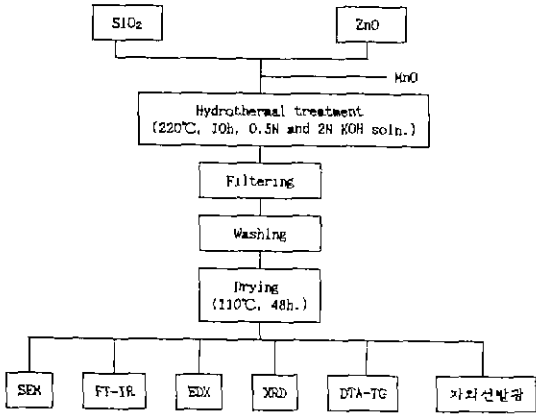 SiO₂
ZnO
MnO
Hydrothermal treatment
(220℃, 10h, 0.5N and 2N KOH soln.)
Filtering
Washing
Drying
(110℃, 48h.)
SEM
FT-IR
EDX
XRD
DTA-TG
자외선발광